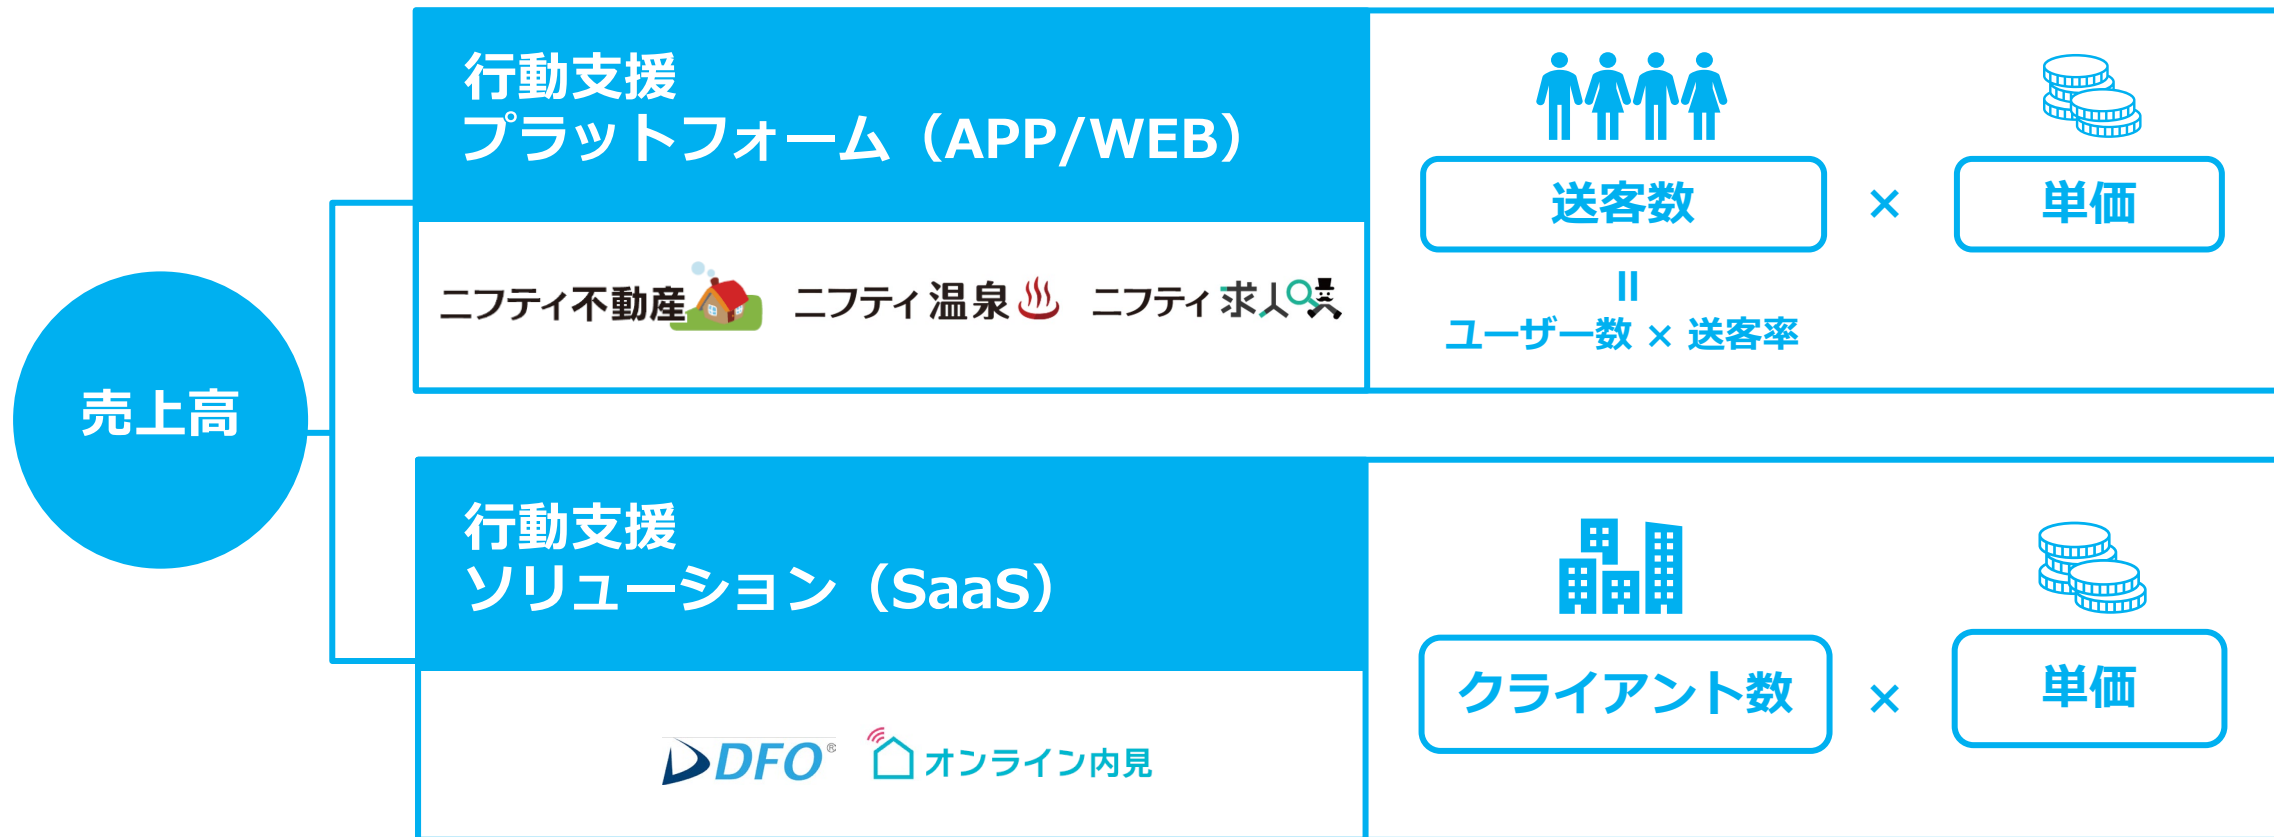 売上高
行動支援
プラットフォーム（APP/WEB）
ニフティ不動産 ニフティ温泉 ニフティ求人
送客数 × 単価
=
ユーザー数 × 送客率
行動支援
ソリューション（SaaS）
DFO® オンライン内見
クライアント数 × 単価